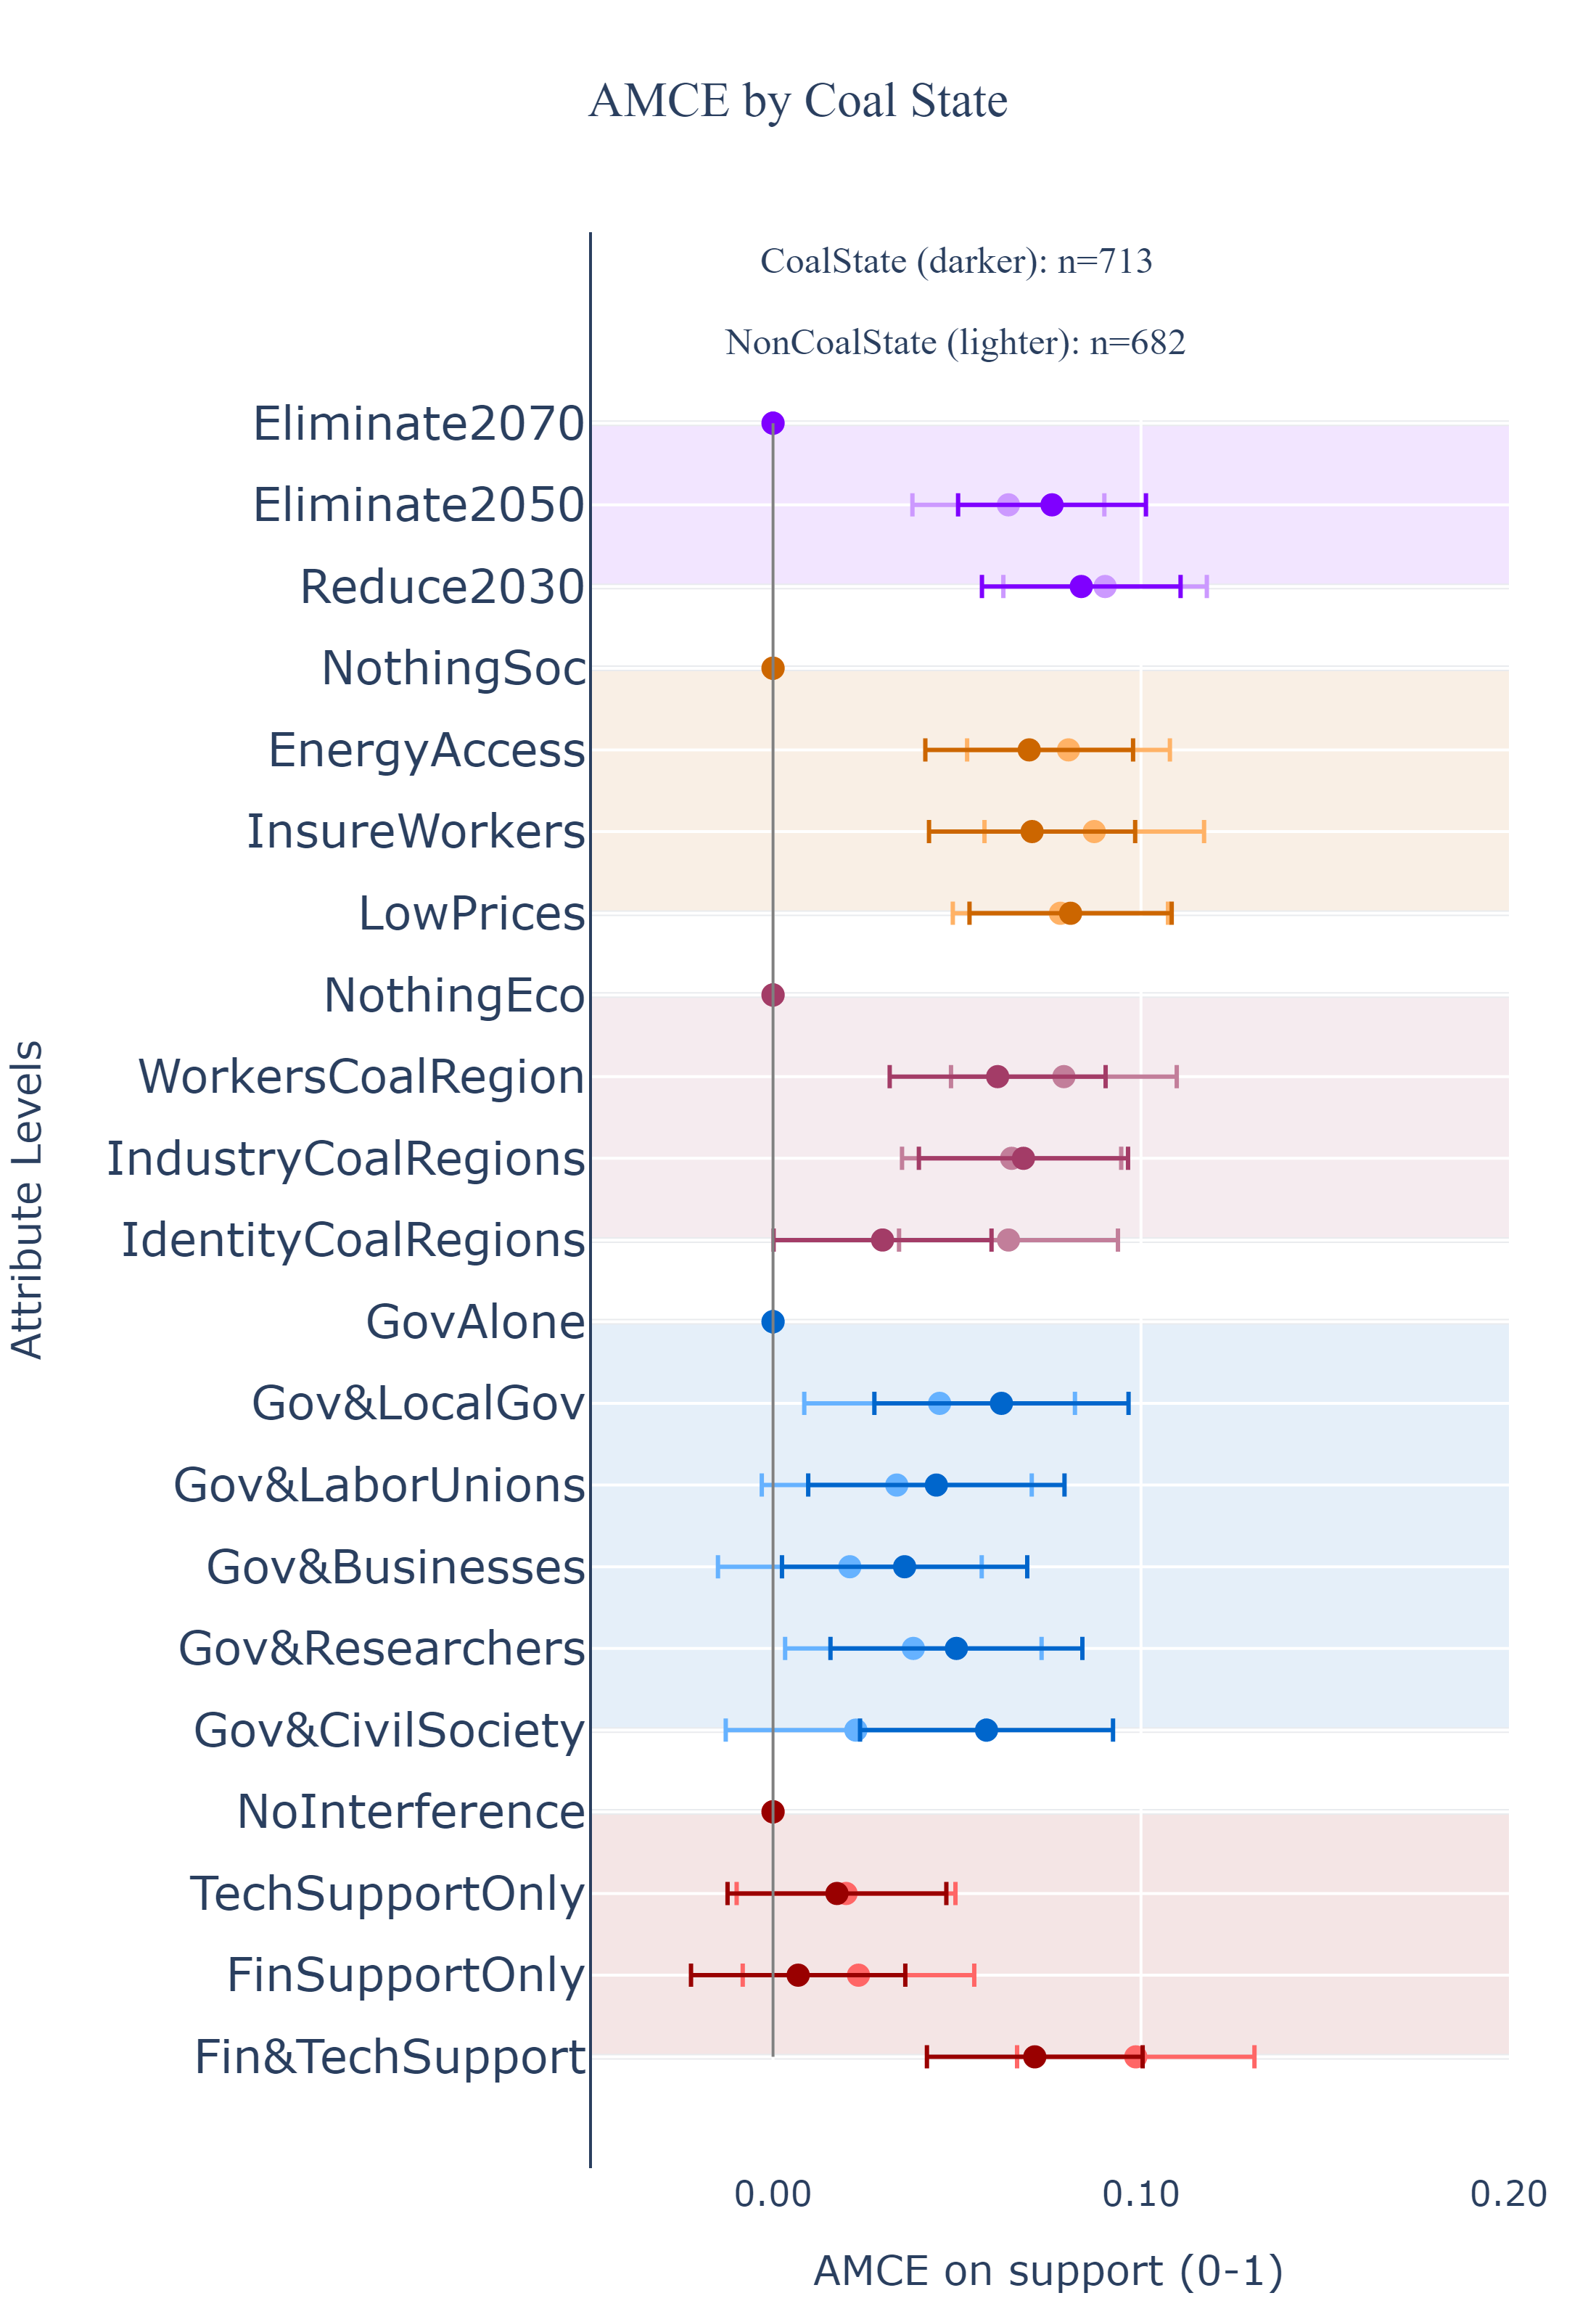 AMCE by Coal State
CoalState (darker): n=713
NonCoalState (lighter): n=682
Eliminate2070
Eliminate2050
Reduce2030
NothingSoc
EnergyAccess
InsureWorkers
LowPrices
NothingEco
WorkersCoalRegion
IndustryCoalRegions
IdentityCoalRegions
GovAlone
Gov&LocalGov
Gov&LaborUnions
Gov&Businesses
Gov&Researchers
Gov&CivilSociety
NoInterference
TechSupportOnly
FinSupportOnly
Fin&TechSupport
Attribute Levels
0.00 0.10 0.20
AMCE on support (0-1)